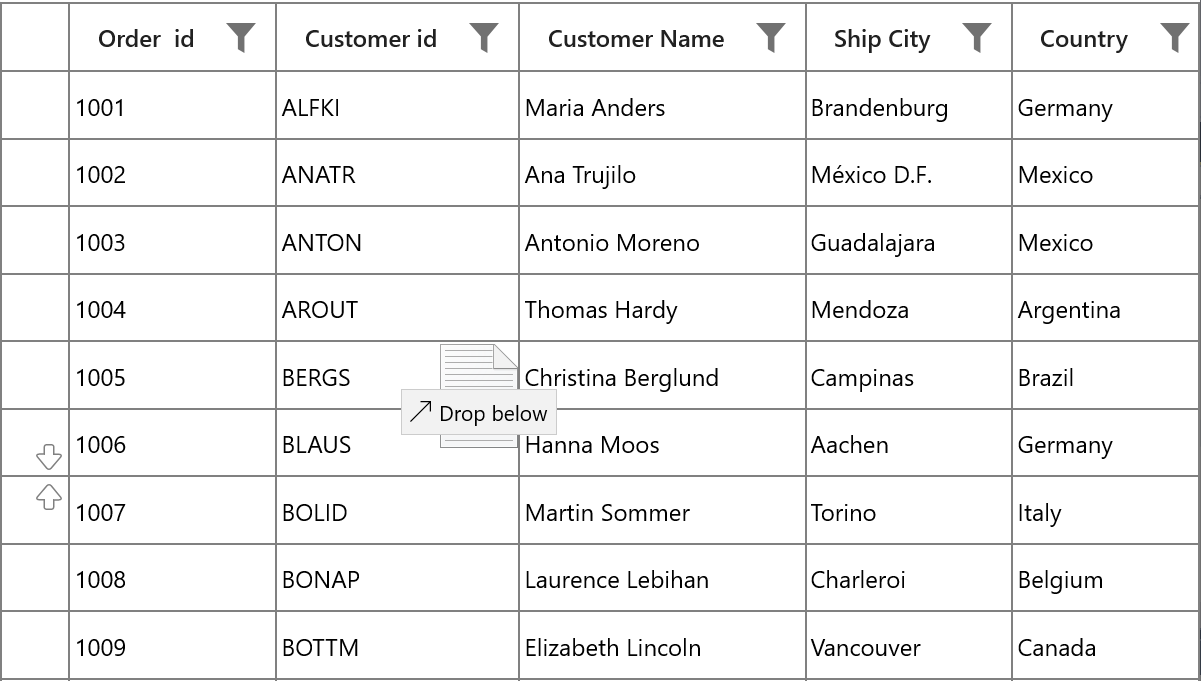 Order  id Customer id Customer Name Ship City Country
1001 ALFKI Maria Anders Brandenburg Germany
1002 ANATR Ana Trujilo México D.F. Mexico
1003 ANTON Antonio Moreno Guadalajara Mexico
1004 AROUT Thomas Hardy Mendoza Argentina
1005 BERGS Christina Berglund Campinas Brazil
Drop below
1006 BLAUS Hanna Moos Aachen Germany
1007 BOLID Martin Sommer Torino Italy
1008 BONAP Laurence Lebihan Charleroi Belgium
1009 BOTTM Elizabeth Lincoln Vancouver Canada